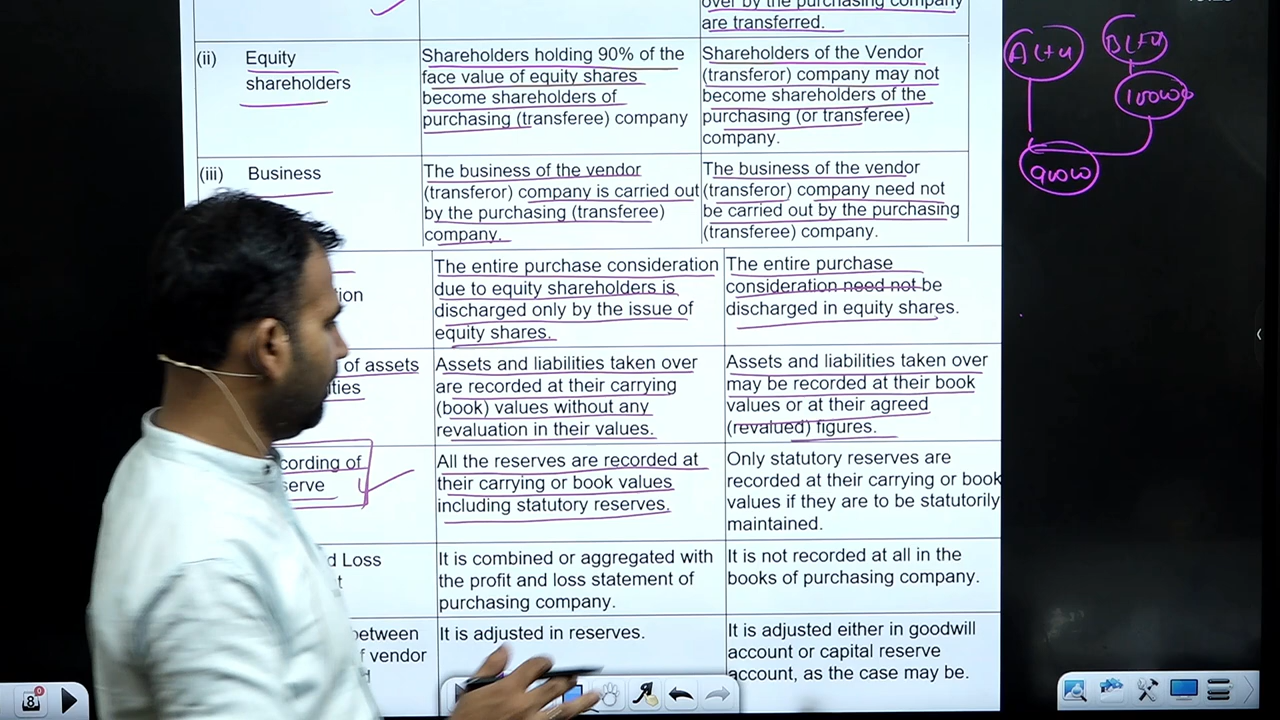 over by the purchasing company
are transferred.
(ii) Equity
shareholders
Shareholders holding 90% of the
face value of equity shares
become shareholders of
purchasing (transferee) company
Shareholders of the Vendor
(transferor) company may not
become shareholders of the
purchasing (or transferee)
company.
(iii) Business
The business of the vendor
(transferor) company is carried out
by the purchasing (transferee)
company.
The business of the vendor
(transferor) company need not
be carried out by the purchasing
(transferee) company.
ion
The entire purchase consideration
due to equity shareholders is
discharged only by the issue of
equity shares.
The entire purchase
consideration need not be
discharged in equity shares.
of assets
ties
Assets and liabilities taken over
are recorded at their carrying
(book) values without any
revaluation in their values.
Assets and liabilities taken over
may be recorded at their book
values or at their agreed
(revalued) figures.
cording of
serve
All the reserves are recorded at
their carrying or book values
including statutory reserves.
Only statutory reserves are
recorded at their carrying or book
values if they are to be statutorily
maintained.
d Loss
t
It is combined or aggregated with
the profit and loss statement of
purchasing company.
It is not recorded at all in the
books of purchasing company.
between
f vendor
It is adjusted in reserves.
It is adjusted either in goodwill
account or capital reserve
account, as the case may be.
A Ltd
B Ltd
8
0